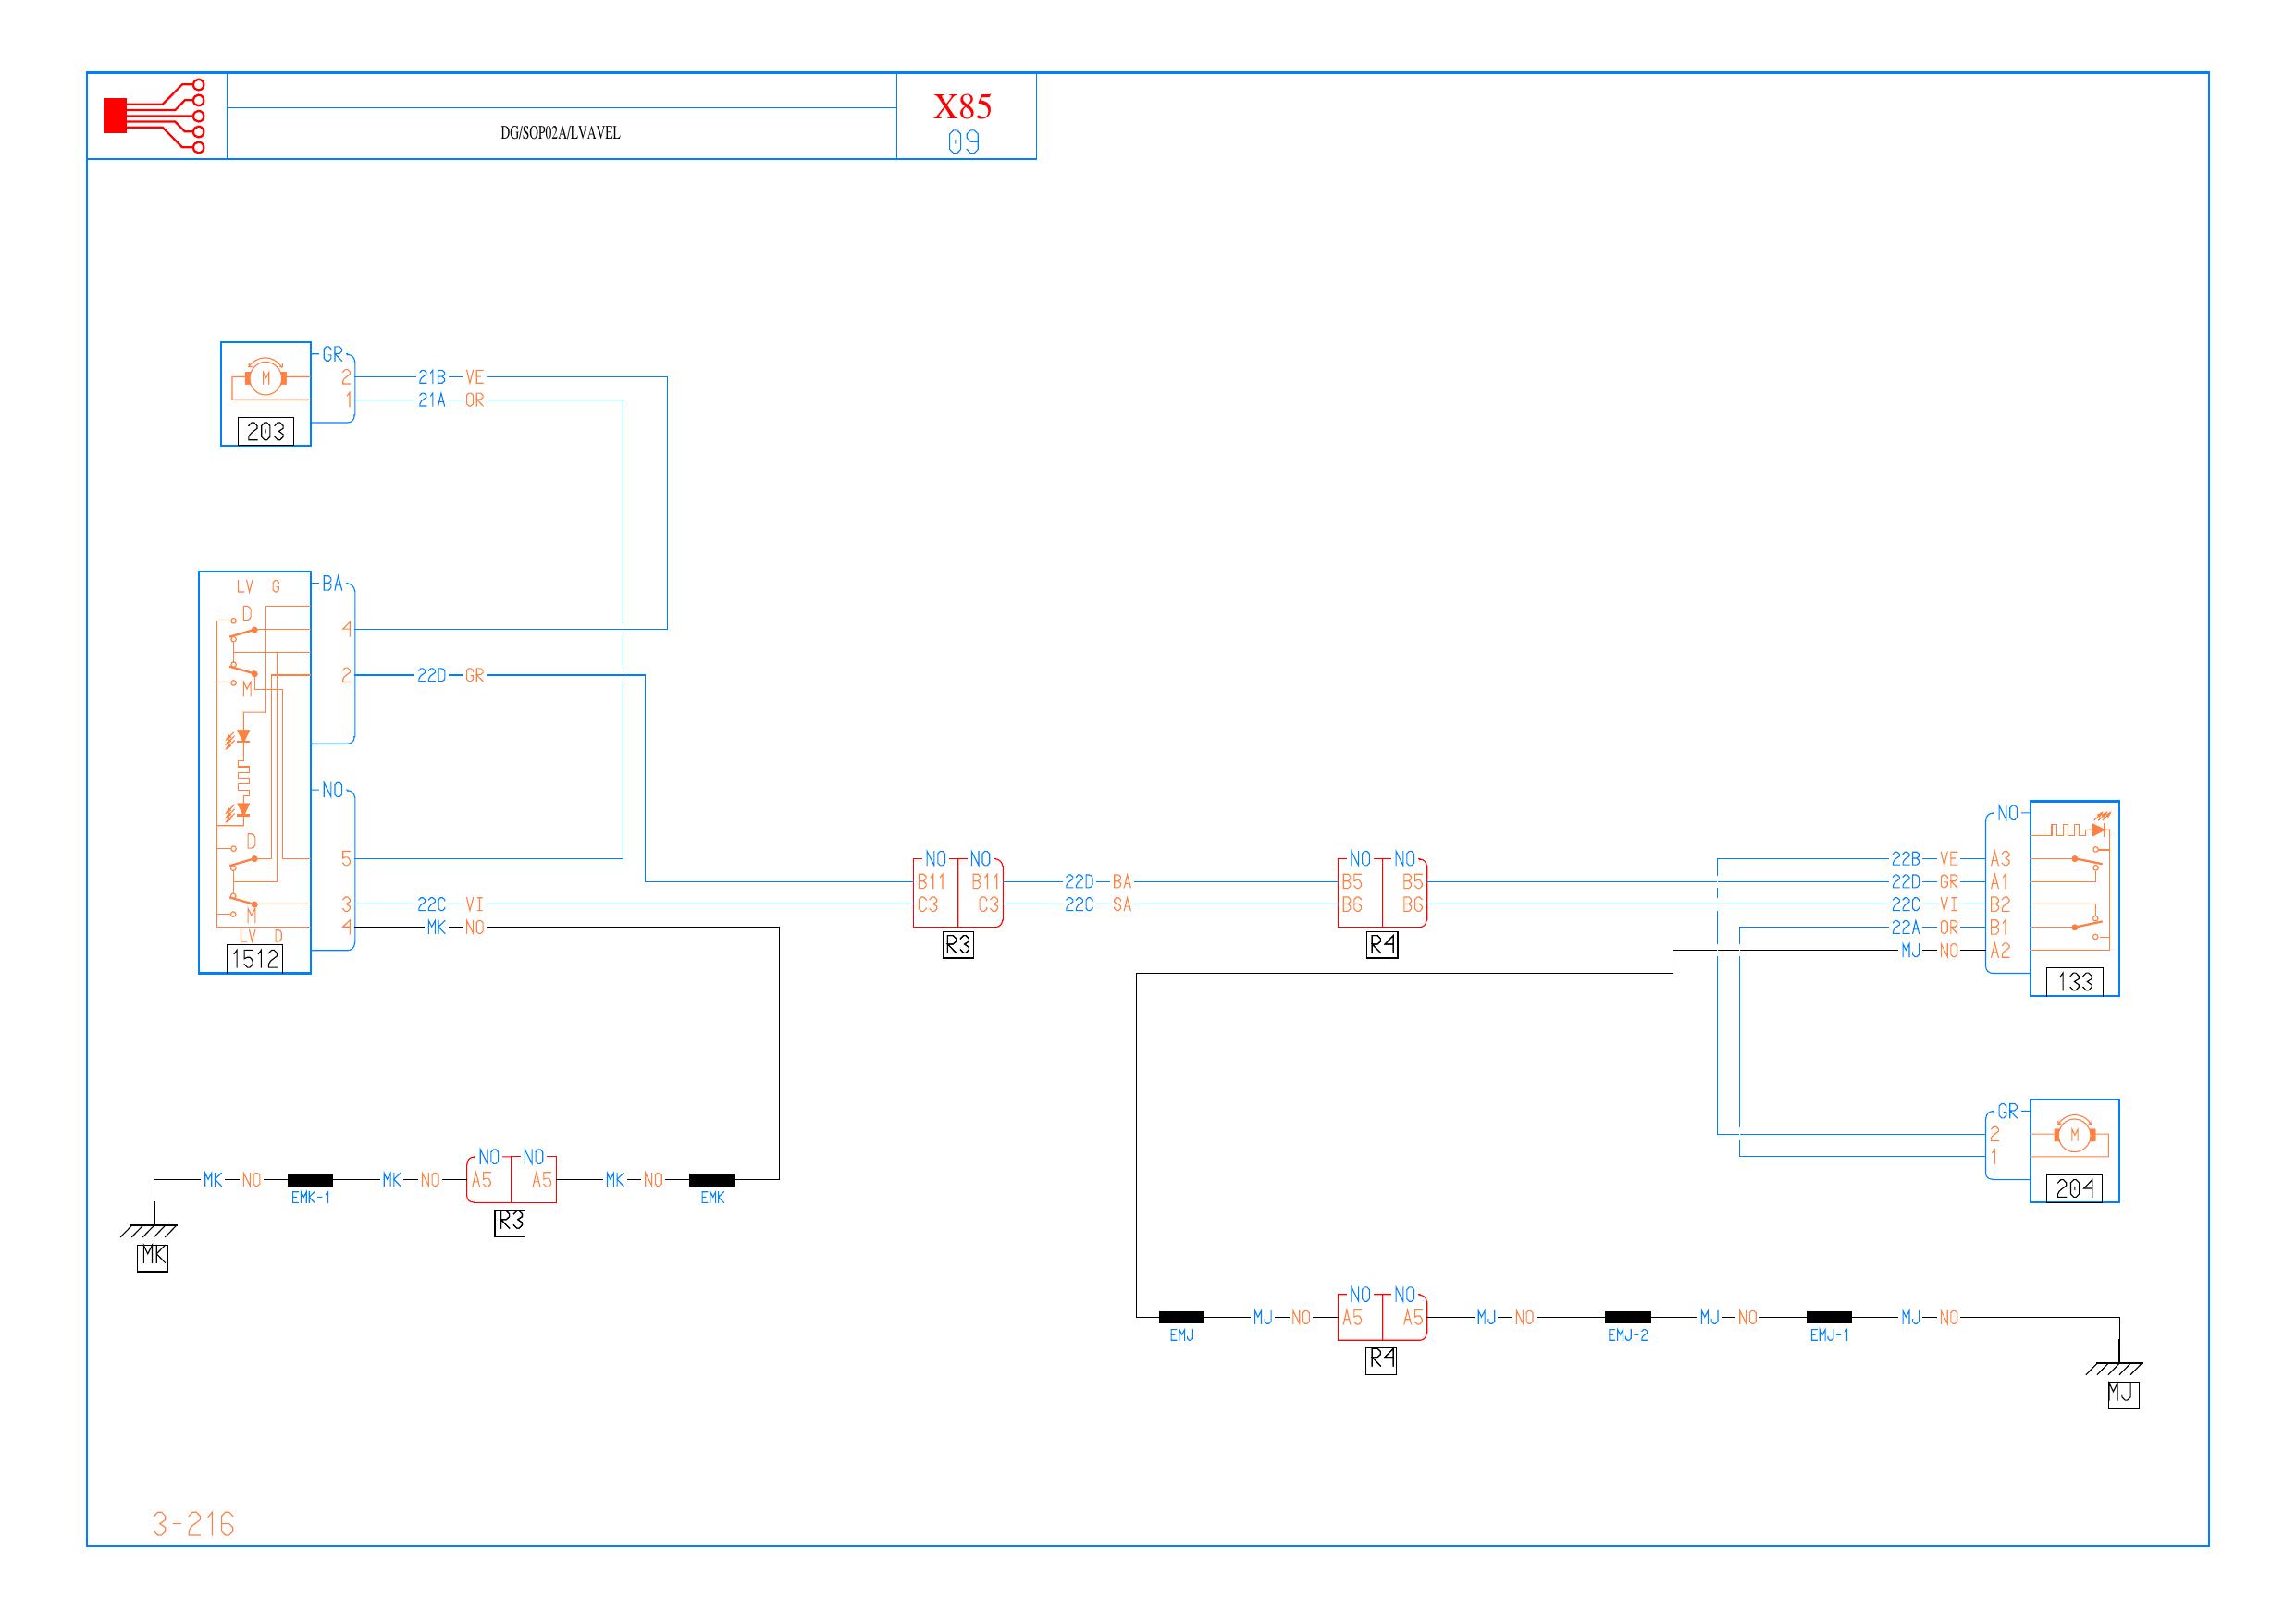 X85
DG/SOP02A/LVAVEL
09
GR
M
2 21B VE
1 21A OR
203
LV G BA
D
4
2 22D GR
M
NO
D
5
3 22C VI
M
4 MK NO
LV D
1512
NO NO
B11 B11 22D BA
C3 C3 22C SA
R3
NO NO
B5 B5
B6 B6
R4
NO
22B VE A3
22D GR A1
22C VI B2
22A OR B1
MJ NO A2
133
GR
2 M
1
204
NO NO
MK NO MK NO A5 A5 MK NO
EMK-1 EMK
R3
MK
NO NO
MJ NO A5 A5 MJ NO MJ NO MJ NO
EMJ EMJ-2 EMJ-1
R4
MJ
3-216